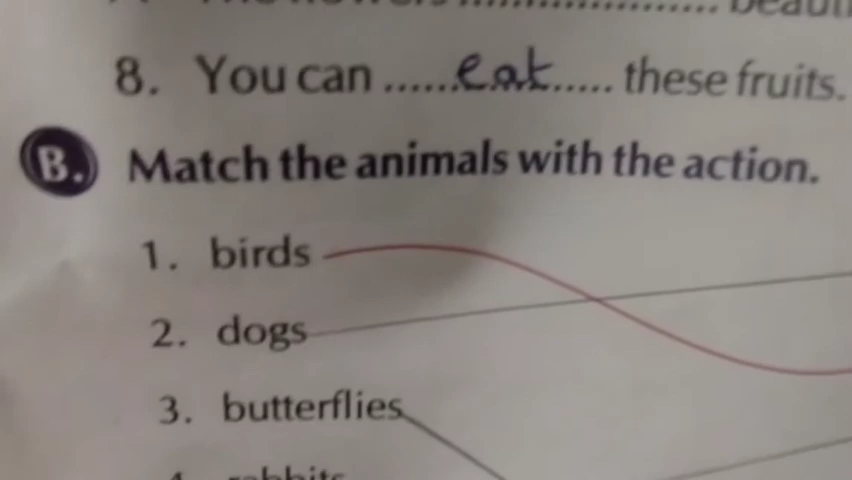 8. You can ......eat...... these fruits.
B. Match the animals with the action.
1. birds
2. dogs
3. butterflies